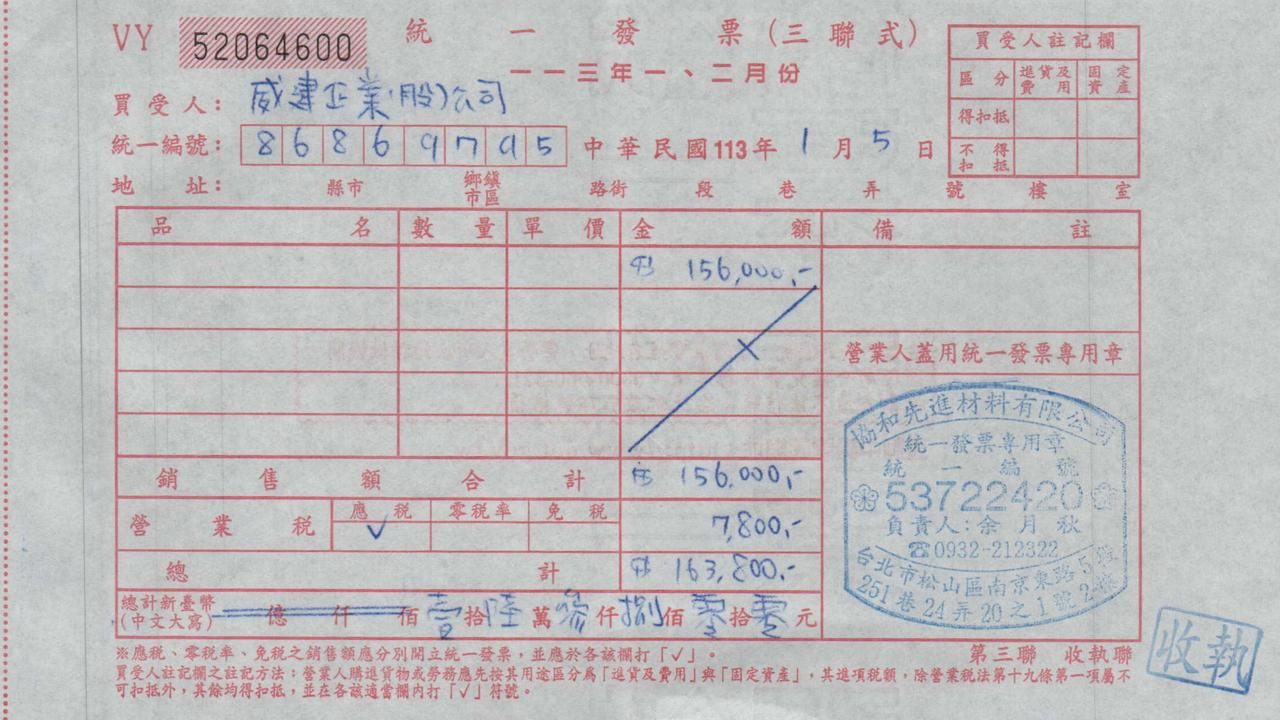 VY 52064600 統一發票(三聯式)
一一三年一、二月份
買受人: 威建企業(股)公司
統一編號: 86869795 中華民國113年1月5日
地址: 縣市 鄉鎮市區 路街 段 巷 弄 號 樓 室
買受人註記欄
區分 進貨及費用 固定資產
得扣抵
不得扣抵
品名 數量 單價 金額 備註
156,000,-
營業人蓋用統一發票專用章
銷售額合計 156,000,-
營業稅 應稅 零稅率 免稅 7,800,-
V
總計 163,800.-
總計新臺幣(中文大寫) 億 仟 佰 壹拾陸萬叁仟捌佰零拾零元
協和先進材料有限公司
統一發票專用章
統一編號
53722420
負責人:余月秋
☎0932-212322
台北市松山區南京東路5段
251巷24弄20之1號2樓
※應稅、零稅率、免稅之銷售額應分別開立統一發票,並應於各該欄打「✓」。
第三聯 收執聯
買受人註記欄之註記方法:營業人購進貨物或勞務應先按其用途區分為「進貨及費用」與「固定資產」,其進項稅額,除營業稅法第十九條第一項屬不
可扣抵外,其餘均得扣抵,並在各該適當欄內打「✓」符號。
收執